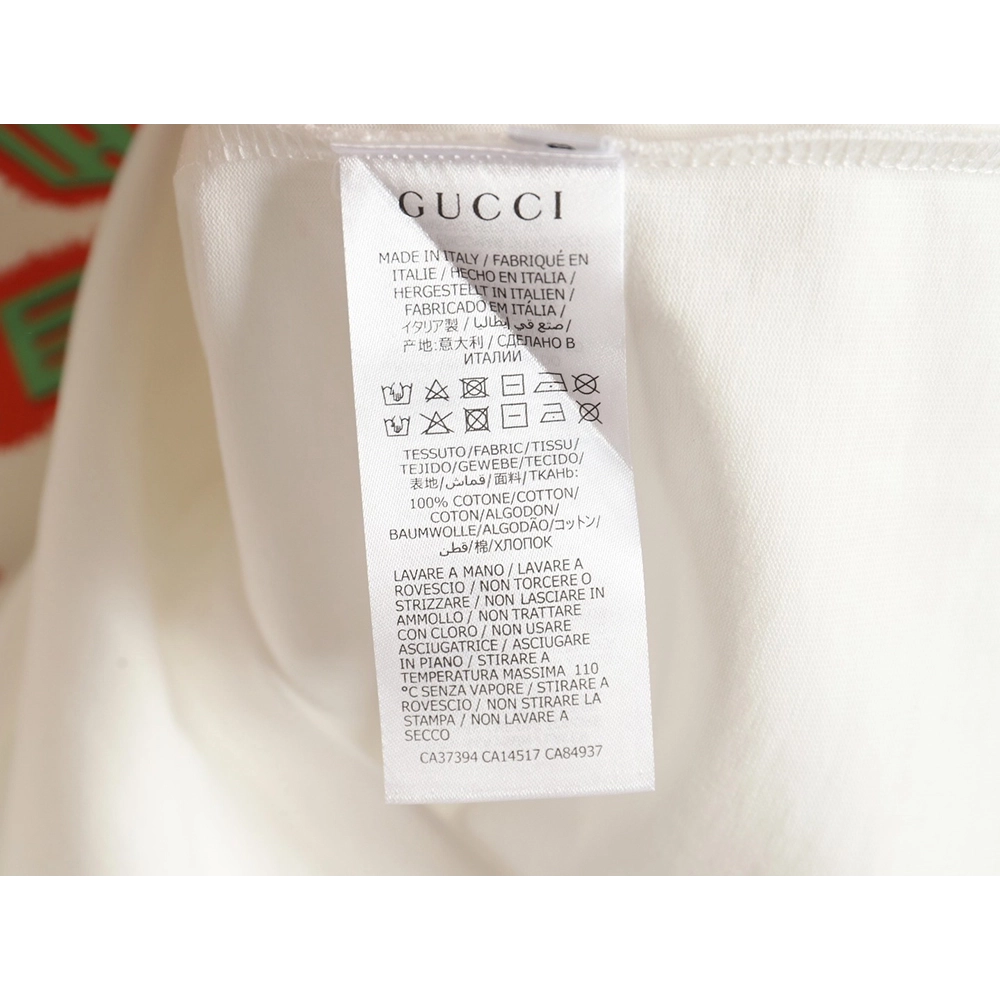 GUCCI
MADE IN ITALY / FABRIQUÉ EN
ITALIE / HECHO EN ITALIA /
HERGESTELLT IN ITALIEN /
FABRICADO EM ITÁLIA /
イタリア製 / صنع في إيطاليا /
产地:意大利 / СДЕЛАНО В
ИТАЛИИ
TESSUTO/FABRIC/TISSU/
TEJIDO/GEWEBE/TECIDO/
表地/قماش/面料/ТКАНЬ:
100% COTONE/COTTON/
COTON/ALGODON/
BAUMWOLLE/ALGODÃO/コットン/
قطن/棉/ХЛОПОК
LAVARE A MANO / LAVARE A
ROVESCIO / NON TORCERE O
STRIZZARE / NON LASCIARE IN
AMMOLLO / NON TRATTARE
CON CLORO / NON USARE
ASCIUGATRICE / ASCIUGARE
IN PIANO / STIRARE A
TEMPERATURA MASSIMA 110
°C SENZA VAPORE / STIRARE A
ROVESCIO / NON STIRARE LA
STAMPA / NON LAVARE A
SECCO
CA37394 CA14517 CA84937